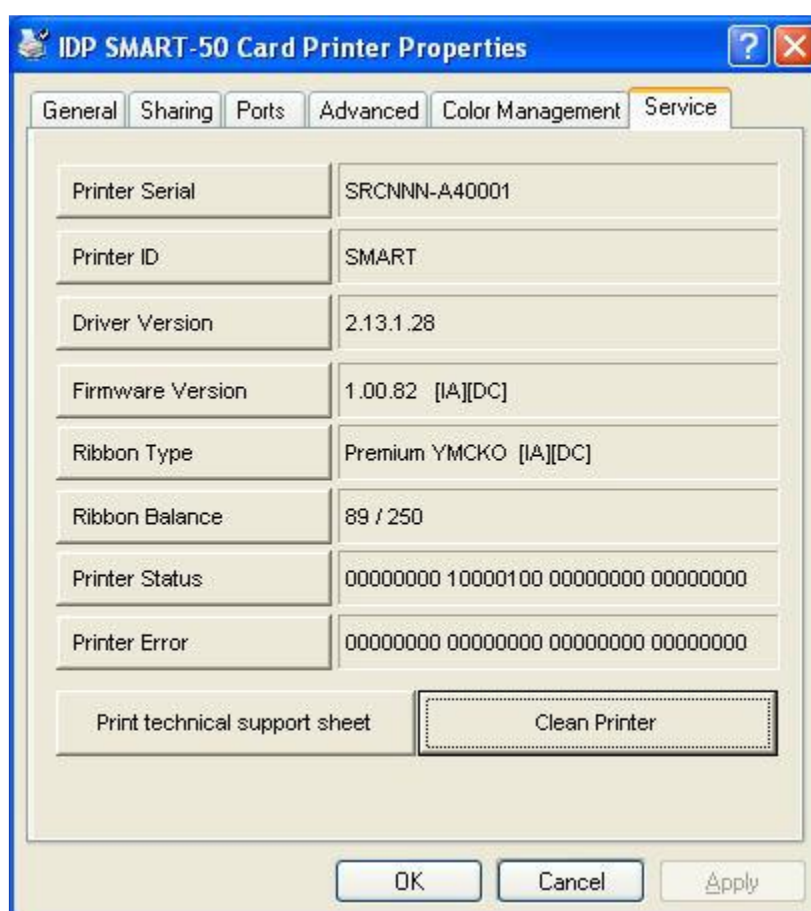 IDP SMART-50 Card Printer Properties
General Sharing Ports Advanced Color Management Service
Printer Serial SRCNNN-A40001
Printer ID SMART
Driver Version 2.13.1.28
Firmware Version 1.00.82 [IA][DC]
Ribbon Type Premium YMCKO [IA][DC]
Ribbon Balance 89 / 250
Printer Status 00000000 10000100 00000000 00000000
Printer Error 00000000 00000000 00000000 00000000
Print technical support sheet Clean Printer
OK Cancel Apply